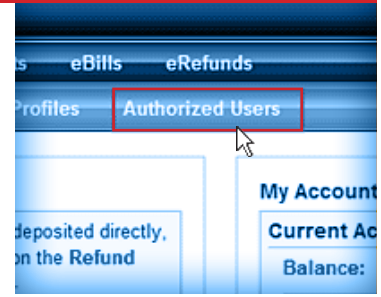 eBills eRefunds
Profiles Authorized Users
My Account
deposited directly, Current Ac
on the Refund
Balance: